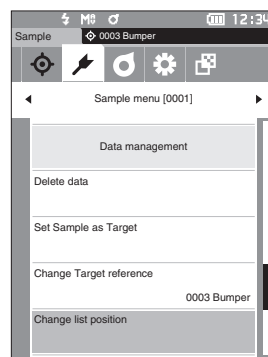 M 12:34
Sample 0003 Bumper
Sample menu [0001]
Data management
Delete data
Set Sample as Target
Change Target reference
0003 Bumper
Change list position